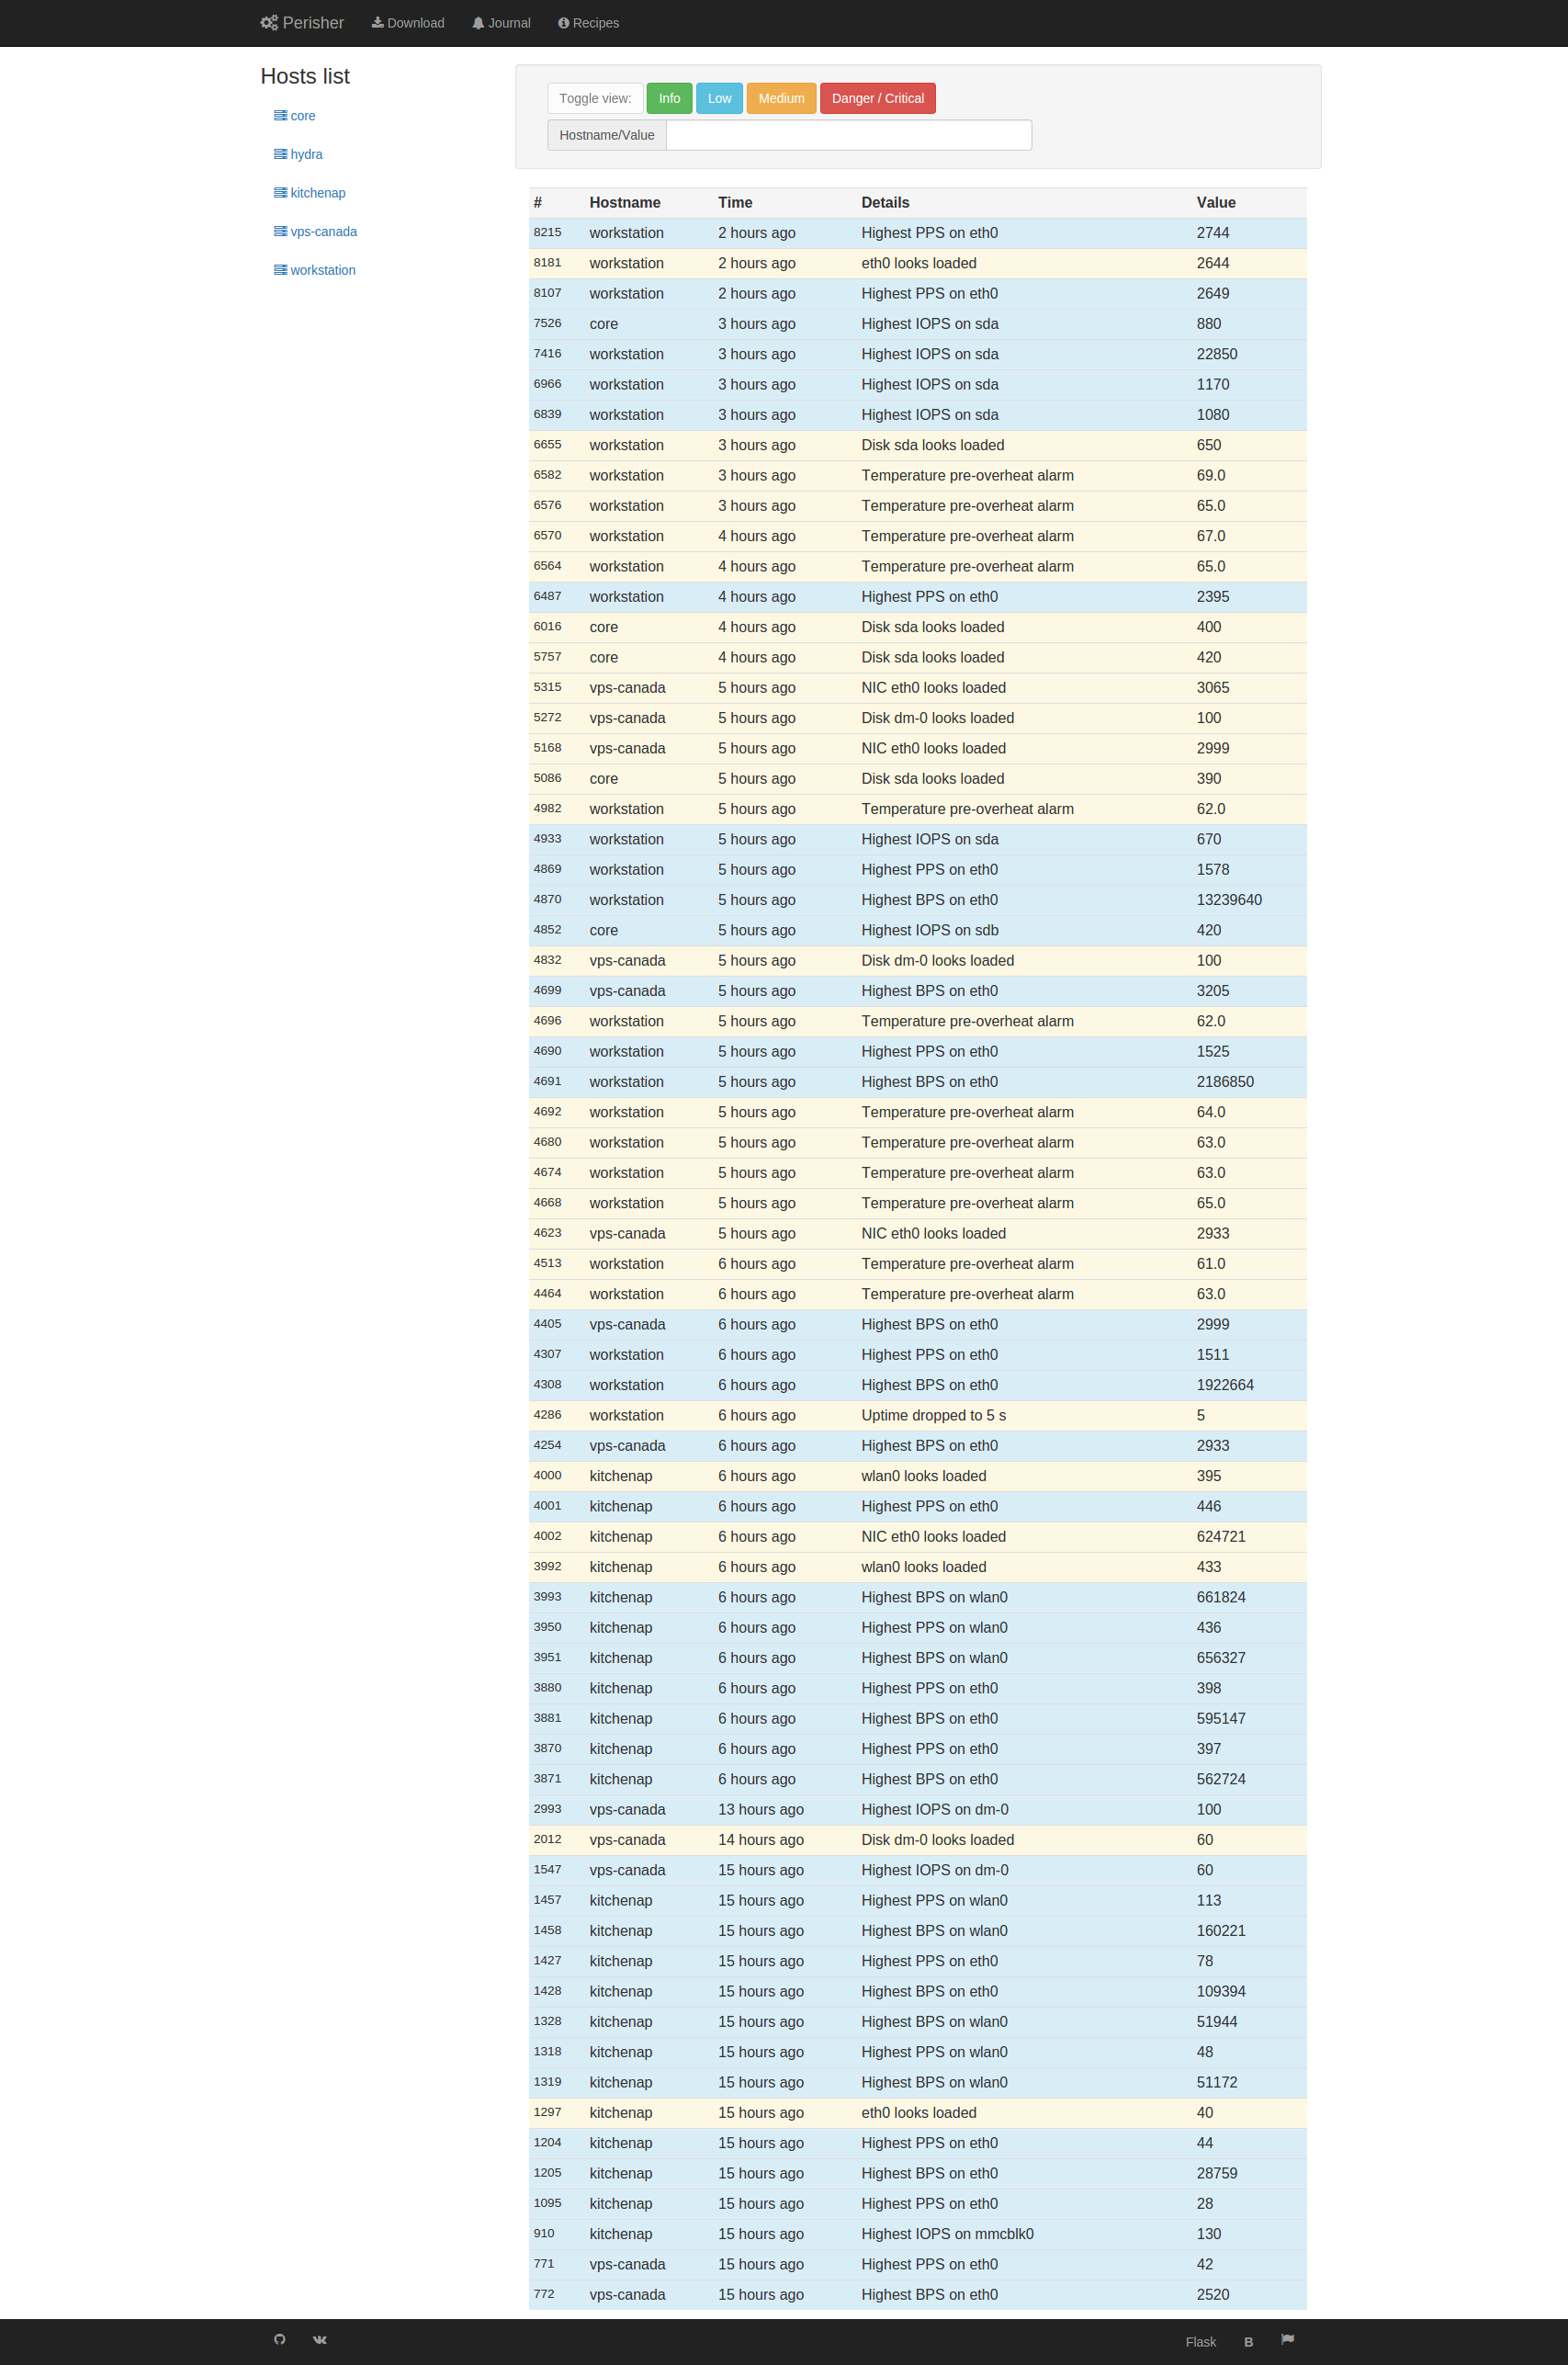 Perisher Download Journal Recipes
Hosts list
core
hydra
kitchenap
vps-canada
workstation
Toggle view: Info Low Medium Danger / Critical
Hostname/Value
# Hostname Time Details Value
8215 workstation 2 hours ago Highest PPS on eth0 2744
8181 workstation 2 hours ago eth0 looks loaded 2644
8107 workstation 2 hours ago Highest PPS on eth0 2649
7526 core 3 hours ago Highest IOPS on sda 880
7416 workstation 3 hours ago Highest IOPS on sda 22850
6966 workstation 3 hours ago Highest IOPS on sda 1170
6839 workstation 3 hours ago Highest IOPS on sda 1080
6655 workstation 3 hours ago Disk sda looks loaded 650
6582 workstation 3 hours ago Temperature pre-overheat alarm 69.0
6576 workstation 3 hours ago Temperature pre-overheat alarm 65.0
6570 workstation 4 hours ago Temperature pre-overheat alarm 67.0
6564 workstation 4 hours ago Temperature pre-overheat alarm 65.0
6487 workstation 4 hours ago Highest PPS on eth0 2395
6016 core 4 hours ago Disk sda looks loaded 400
5757 core 4 hours ago Disk sda looks loaded 420
5315 vps-canada 5 hours ago NIC eth0 looks loaded 3065
5272 vps-canada 5 hours ago Disk dm-0 looks loaded 100
5168 vps-canada 5 hours ago NIC eth0 looks loaded 2999
5086 core 5 hours ago Disk sda looks loaded 390
4982 workstation 5 hours ago Temperature pre-overheat alarm 62.0
4933 workstation 5 hours ago Highest IOPS on sda 670
4869 workstation 5 hours ago Highest PPS on eth0 1578
4870 workstation 5 hours ago Highest BPS on eth0 13239640
4852 core 5 hours ago Highest IOPS on sdb 420
4832 vps-canada 5 hours ago Disk dm-0 looks loaded 100
4699 vps-canada 5 hours ago Highest BPS on eth0 3205
4696 workstation 5 hours ago Temperature pre-overheat alarm 62.0
4690 workstation 5 hours ago Highest PPS on eth0 1525
4691 workstation 5 hours ago Highest BPS on eth0 2186850
4692 workstation 5 hours ago Temperature pre-overheat alarm 64.0
4680 workstation 5 hours ago Temperature pre-overheat alarm 63.0
4674 workstation 5 hours ago Temperature pre-overheat alarm 63.0
4668 workstation 5 hours ago Temperature pre-overheat alarm 65.0
4623 vps-canada 5 hours ago NIC eth0 looks loaded 2933
4513 workstation 6 hours ago Temperature pre-overheat alarm 61.0
4464 workstation 6 hours ago Temperature pre-overheat alarm 63.0
4405 vps-canada 6 hours ago Highest BPS on eth0 2999
4307 workstation 6 hours ago Highest PPS on eth0 1511
4308 workstation 6 hours ago Highest BPS on eth0 1922664
4286 workstation 6 hours ago Uptime dropped to 5 s 5
4254 vps-canada 6 hours ago Highest BPS on eth0 2933
4000 kitchenap 6 hours ago wlan0 looks loaded 395
4001 kitchenap 6 hours ago Highest PPS on eth0 446
4002 kitchenap 6 hours ago NIC eth0 looks loaded 624721
3992 kitchenap 6 hours ago wlan0 looks loaded 433
3993 kitchenap 6 hours ago Highest BPS on wlan0 661824
3950 kitchenap 6 hours ago Highest PPS on wlan0 436
3951 kitchenap 6 hours ago Highest BPS on wlan0 656327
3880 kitchenap 6 hours ago Highest PPS on eth0 398
3881 kitchenap 6 hours ago Highest BPS on eth0 595147
3870 kitchenap 6 hours ago Highest PPS on eth0 397
3871 kitchenap 6 hours ago Highest BPS on eth0 562724
2993 vps-canada 13 hours ago Highest IOPS on dm-0 100
2012 vps-canada 14 hours ago Disk dm-0 looks loaded 60
1547 vps-canada 15 hours ago Highest IOPS on dm-0 60
1457 kitchenap 15 hours ago Highest PPS on wlan0 113
1458 kitchenap 15 hours ago Highest BPS on wlan0 160221
1427 kitchenap 15 hours ago Highest PPS on eth0 78
1428 kitchenap 15 hours ago Highest BPS on eth0 109394
1328 kitchenap 15 hours ago Highest BPS on wlan0 51944
1318 kitchenap 15 hours ago Highest PPS on wlan0 48
1319 kitchenap 15 hours ago Highest BPS on wlan0 51172
1297 kitchenap 15 hours ago eth0 looks loaded 40
1204 kitchenap 15 hours ago Highest PPS on eth0 44
1205 kitchenap 15 hours ago Highest BPS on eth0 28759
1095 kitchenap 15 hours ago Highest PPS on eth0 28
910 kitchenap 15 hours ago Highest IOPS on mmcblk0 130
771 vps-canada 15 hours ago Highest PPS on eth0 42
772 vps-canada 15 hours ago Highest BPS on eth0 2520
Flask B